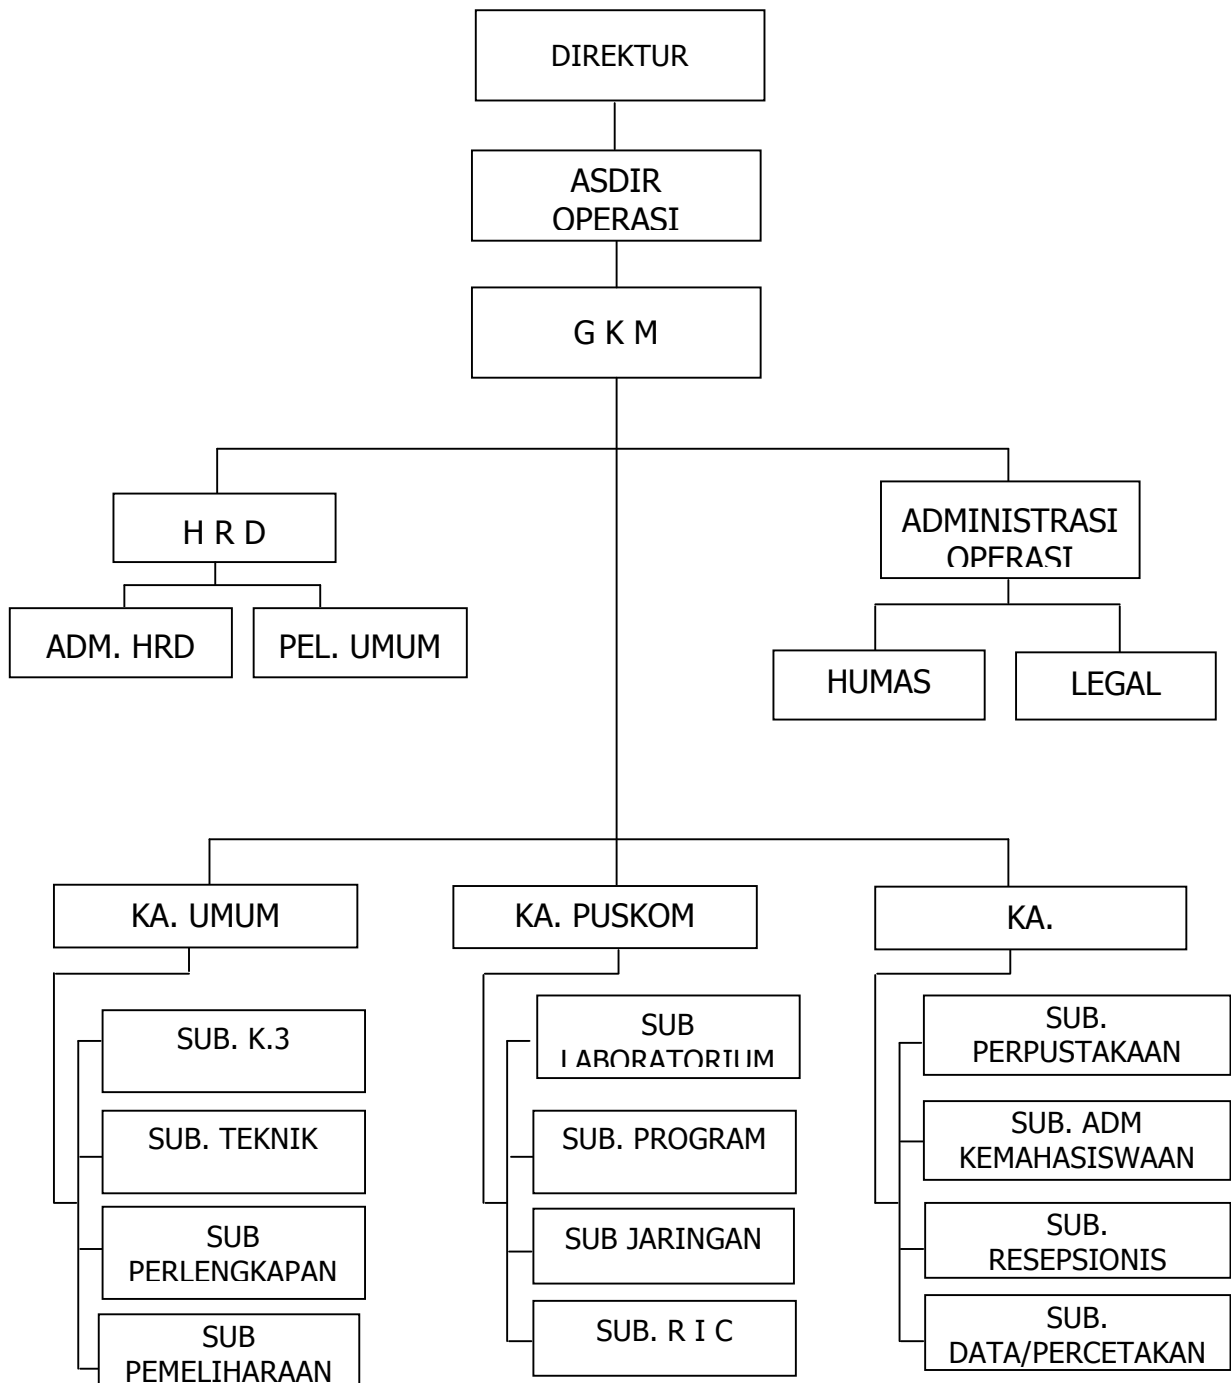 DIREKTUR
ASDIR
OPERASI
G K M
H R D
ADMINISTRASI
OPERASI
ADM. HRD
PEL. UMUM
HUMAS
LEGAL
KA. UMUM
KA. PUSKOM
KA.
SUB. K.3
SUB. TEKNIK
SUB
PERLENGKAPAN
SUB
PEMELIHARAAN
SUB
LABORATORIUM
SUB. PROGRAM
SUB JARINGAN
SUB. R I C
SUB.
PERPUSTAKAAN
SUB. ADM
KEMAHASISWAAN
SUB.
RESEPSIONIS
SUB.
DATA/PERCETAKAN